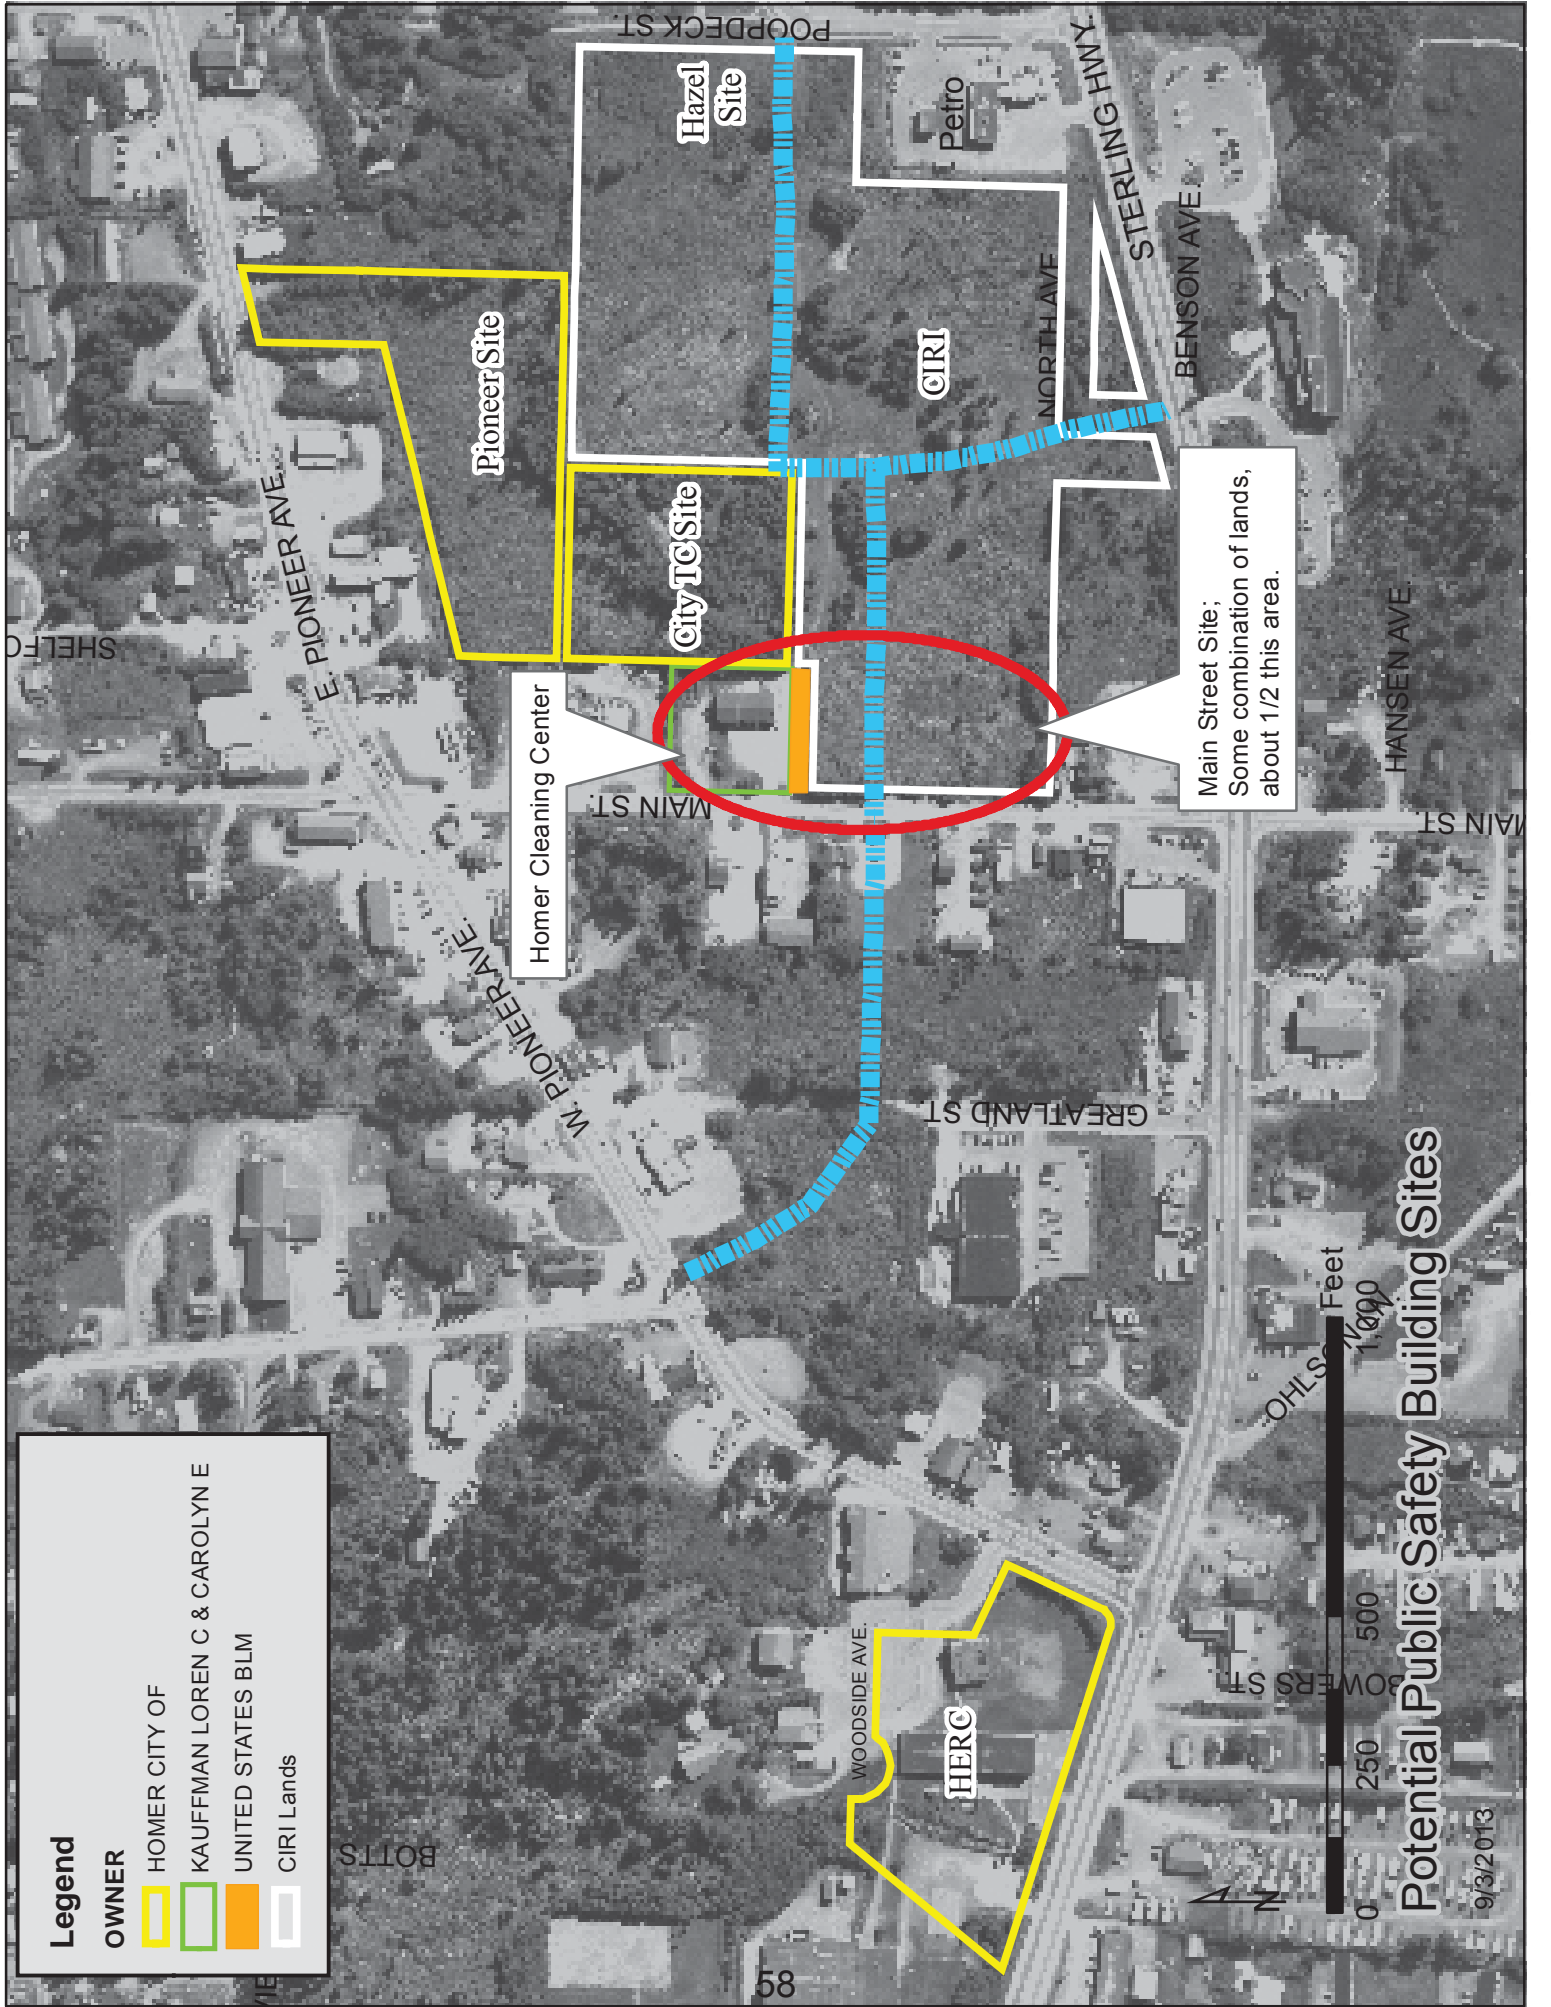 Legend
OWNER
HOMER CITY OF
KAUFFMAN LOREN C & CAROLYN E
UNITED STATES BLM
CIRI Lands
SHELFO
E. PIONEER AVE.
W. PIONEER AVE.
POOPDECK ST.
Pioneer Site
Hazel
Site
City TC Site
CIRI
Petro
NORTH AVE
STERLING HWY.
BENSON AVE.
Homer Cleaning Center
MAIN ST.
Main Street Site;
Some combination of lands,
about 1/2 this area.
HANSEN AVE.
MAIN ST.
GREATLAND ST.
WOODSIDE AVE.
HERC
BOTTS
BOWERS ST.
OHLSON
N
0 250 500 1,000
Feet
Potential Public Safety Building Sites
9/3/2013
58